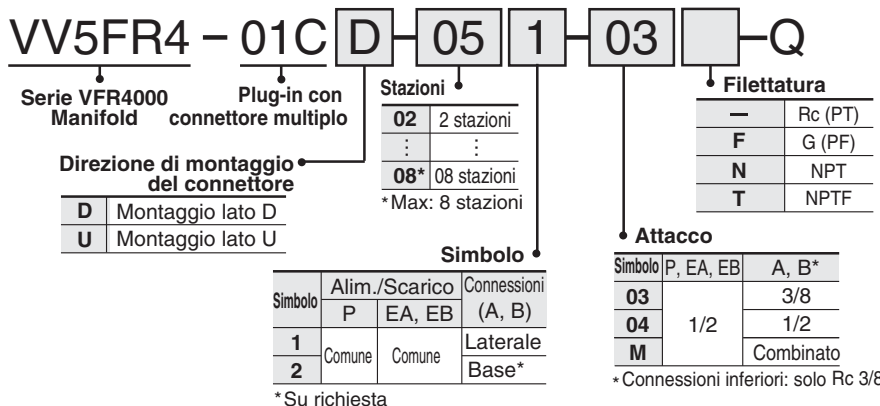 VV5FR4 – 01C D – 05 1 – 03 – Q
Serie VFR4000
Manifold
Plug-in con
connettore multiplo
Direzione di montaggio
del connettore
D Montaggio lato D
U Montaggio lato U
Stazioni
02 2 stazioni
⋮ ⋮
08* 08 stazioni
*Max: 8 stazioni
Simbolo
Simbolo Alim./Scarico Connessioni
P EA, EB (A, B)
1 Comune Comune Laterale
2 Base*
*Su richiesta
Filettatura
– Rc (PT)
F G (PF)
N NPT
T NPTF
Attacco
Simbolo P, EA, EB A, B*
03 1/2 3/8
04 1/2
M Combinato
*Connessioni inferiori: solo Rc 3/8